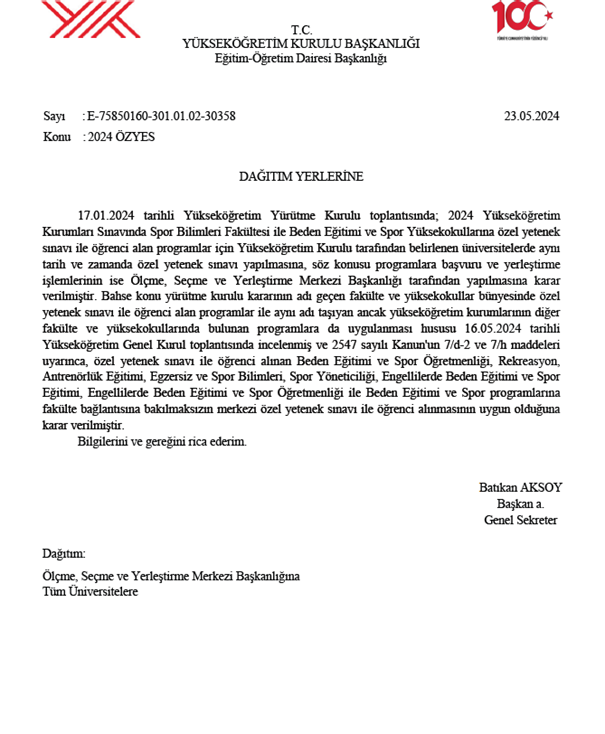 T.C.
YÜKSEKÖĞRETİM KURULU BAŞKANLIĞI
Eğitim-Öğretim Dairesi Başkanlığı
100
TÜRKİYE CUMHURİYETİ'NİN YÜZÜNCÜ YILI
Sayı : E-75850160-301.01.02-30358 23.05.2024
Konu : 2024 ÖZYES
DAĞITIM YERLERİNE
17.01.2024 tarihli Yükseköğretim Yürütme Kurulu toplantısında; 2024 Yükseköğretim
Kurumları Sınavında Spor Bilimleri Fakültesi ile Beden Eğitimi ve Spor Yüksekokullarına özel yetenek
sınavı ile öğrenci alan programlar için Yükseköğretim Kurulu tarafından belirlenen üniversitelerde aynı
tarih ve zamanda özel yetenek sınavı yapılmasına, söz konusu programlara başvuru ve yerleştirme
işlemlerinin ise Ölçme, Seçme ve Yerleştirme Merkezi Başkanlığı tarafından yapılmasına karar
verilmiştir. Bahse konu yürütme kurulu kararının adı geçen fakülte ve yüksekokullar bünyesinde özel
yetenek sınavı ile öğrenci alan programlar ile aynı adı taşıyan ancak yükseköğretim kurumlarının diğer
fakülte ve yüksekokullarında bulunan programlara da uygulanması hususu 16.05.2024 tarihli
Yükseköğretim Genel Kurul toplantısında incelenmiş ve 2547 sayılı Kanun'un 7/d-2 ve 7/h maddeleri
uyarınca, özel yetenek sınavı ile öğrenci alınan Beden Eğitimi ve Spor Öğretmenliği, Rekreasyon,
Antrenörlük Eğitimi, Egzersiz ve Spor Bilimleri, Spor Yöneticiliği, Engellilerde Beden Eğitimi ve Spor
Eğitimi, Engellilerde Beden Eğitimi ve Spor Öğretmenliği ile Beden Eğitimi ve Spor programlarına
fakülte bağlantısına bakılmaksızın merkezi özel yetenek sınavı ile öğrenci alınmasının uygun olduğuna
karar verilmiştir.
Bilgilerini ve gereğini rica ederim.
Batıkan AKSOY
Başkan a.
Genel Sekreter
Dağıtım:
Ölçme, Seçme ve Yerleştirme Merkezi Başkanlığına
Tüm Üniversitelere